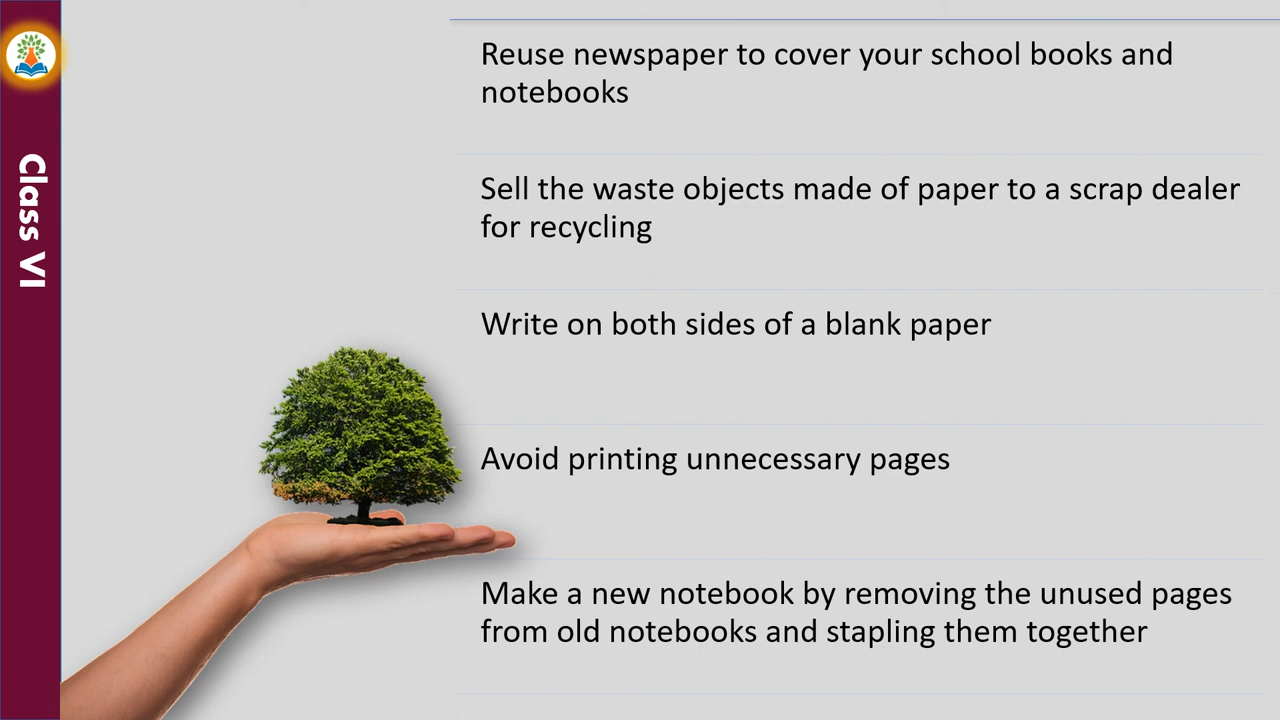 Class VI
Reuse newspaper to cover your school books and
notebooks
Sell the waste objects made of paper to a scrap dealer
for recycling
Write on both sides of a blank paper
Avoid printing unnecessary pages
Make a new notebook by removing the unused pages
from old notebooks and stapling them together